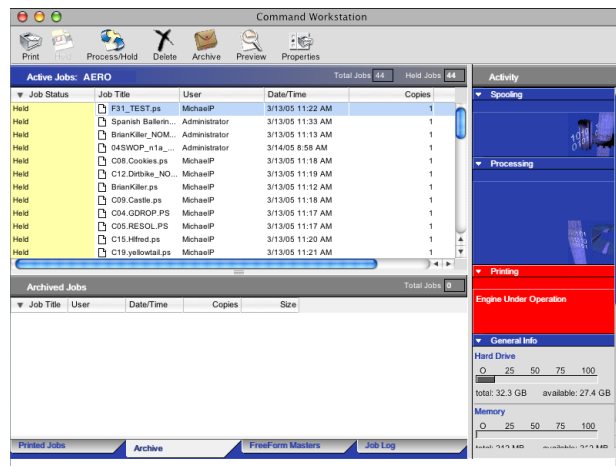 Command Workstation
Print Hold Process/Hold Delete Archive Preview Properties
Active Jobs: AERO Total Jobs 44 Held Jobs 44
Job Status Job Title User Date/Time Copies
Held F31_TEST.ps MichaelP 3/13/05 11:22 AM 1
Held Spanish Ballerin... Administrator 3/13/05 11:33 AM 1
Held BrianKiller_NOM... Administrator 3/13/05 11:13 AM 1
Held 04SWOP_n1a_... Administrator 3/14/05 8:58 AM 1
Held C08.Cookies.ps MichaelP 3/13/05 11:18 AM 1
Held C12.Dirtbike_NO... MichaelP 3/13/05 11:19 AM 1
Held BrianKiller.ps MichaelP 3/13/05 11:12 AM 1
Held C09.Castle.ps MichaelP 3/13/05 11:18 AM 1
Held C04.GDROP.PS MichaelP 3/13/05 11:17 AM 1
Held C05.RESOL.PS MichaelP 3/13/05 11:17 AM 1
Held C15.Hlfred.ps MichaelP 3/13/05 11:20 AM 1
Held C19.yellowtail.ps MichaelP 3/13/05 11:21 AM 1
Archived Jobs Total Jobs 0
Job Title User Date/Time Copies Size
Printed Jobs Archive FreeForm Masters Job Log
Activity
Spooling
Processing
Printing
Engine Under Operation
General Info
Hard Drive
O 25 50 75 100
total: 32.3 GB available: 27.4 GB
Memory
O 25 50 75 100